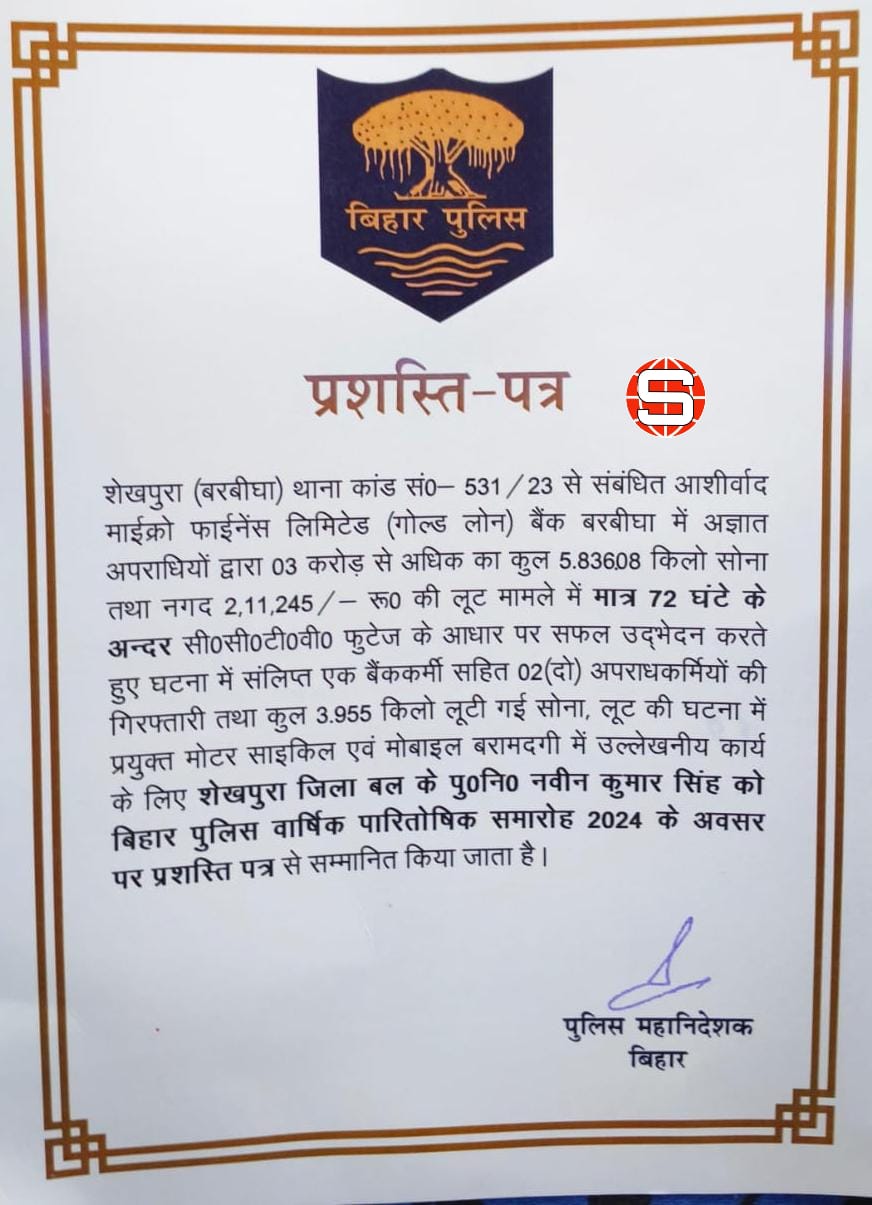 बिहार पुलिस
प्रशस्ति-पत्र
S
शेखपुरा (बरबीघा) थाना कांड सं0– 531/23 से संबंधित आशीर्वाद
माईक्रो फाईनेंस लिमिटेड (गोल्ड लोन) बैंक बरबीघा में अज्ञात
अपराधियों द्वारा 03 करोड़ से अधिक का कुल 5.83608 किलो सोना
तथा नगद 2,11,245/– रू0 की लूट मामले में मात्र 72 घंटे के
अन्दर सी0सी0टी0वी0 फुटेज के आधार पर सफल उद्‌भेदन करते
हुए घटना में संलिप्त एक बैंककर्मी सहित 02(दो) अपराधकर्मियों की
गिरफ्तारी तथा कुल 3.955 किलो लूटी गई सोना, लूट की घटना में
प्रयुक्त मोटर साइकिल एवं मोबाइल बरामदगी में उल्लेखनीय कार्य
के लिए शेखपुरा जिला बल के पु0नि0 नवीन कुमार सिंह को
बिहार पुलिस वार्षिक पारितोषिक समारोह 2024 के अवसर
पर प्रशस्ति पत्र से सम्मानित किया जाता है।
पुलिस महानिदेशक
बिहार